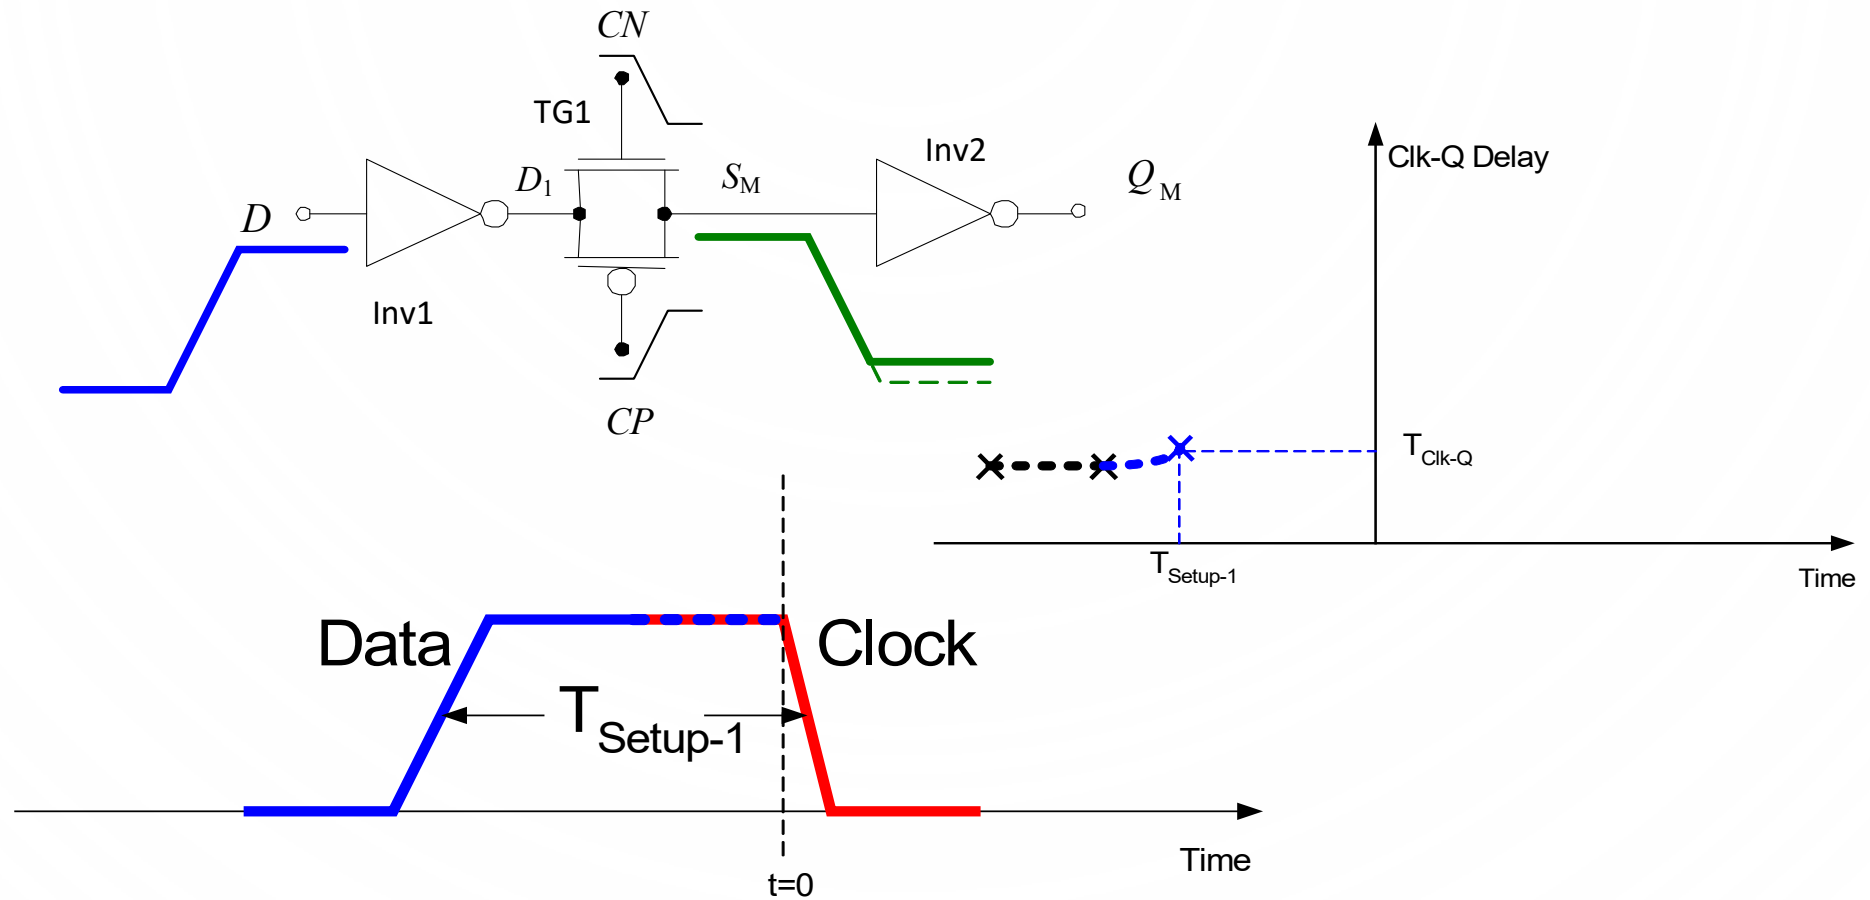 CN
TG1
Inv2
Clk-Q Delay
D
D1
SM
QM
Inv1
CP
TClk-Q
TSetup-1
Time
Data
Clock
TSetup-1
Time
t=0